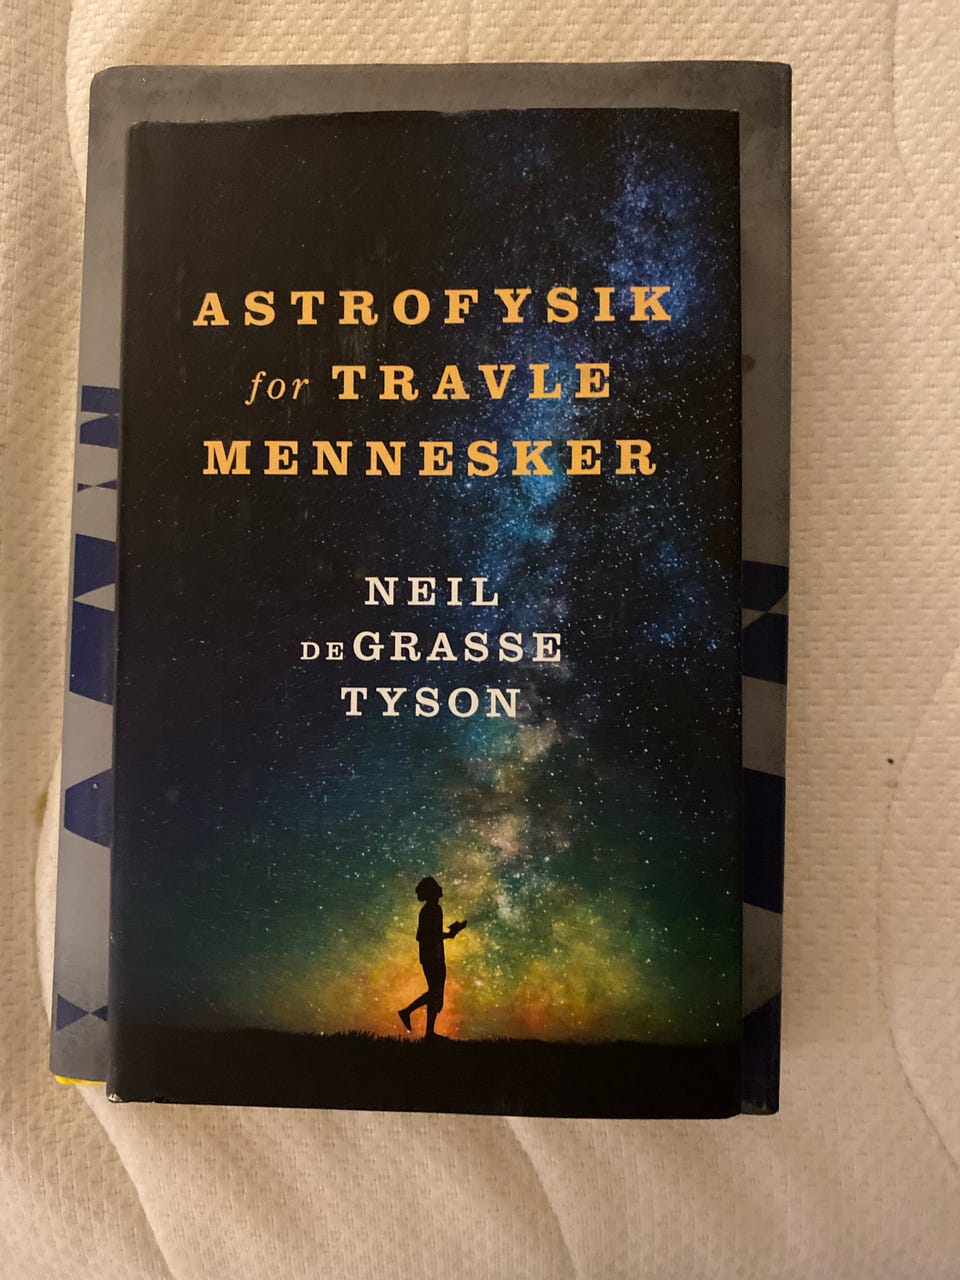 ASTROFYSIK
for TRAVLE
MENNESKER
NEIL
DEGRASSE
TYSON